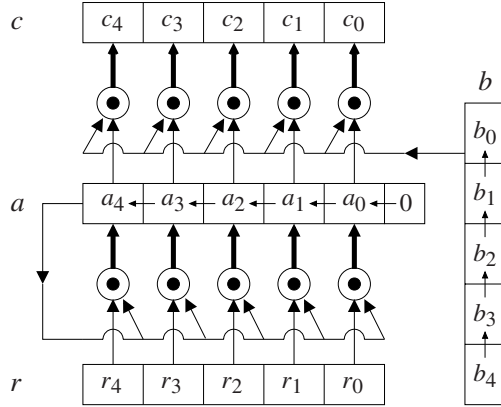 c c₄ c₃ c₂ c₁ c₀
b
b₀
a a₄ a₃ a₂ a₁ a₀ 0
b₁
b₂
b₃
r r₄ r₃ r₂ r₁ r₀
b₄